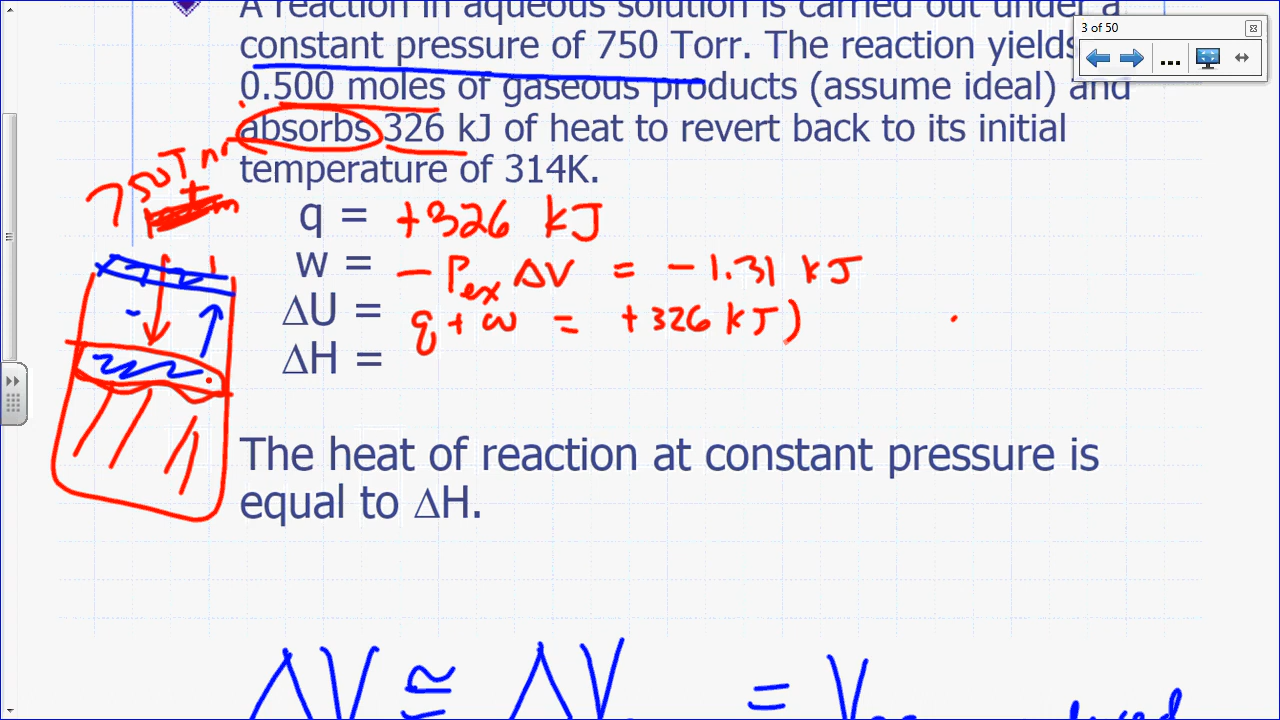 A reaction in aqueous solution is carried out under a
3 of 50
constant pressure of 750 Torr. The reaction yields
0.500 moles of gaseous products (assume ideal) and
absorbs 326 kJ of heat to revert back to its initial
temperature of 314K.
750 Torr
q = +326 kJ
w = - Pex ΔV = - 1.31 kJ
ΔU = q + w = +326 kJ)
ΔH =
The heat of reaction at constant pressure is
equal to ΔH.
ΔV ≅ ΔV = V